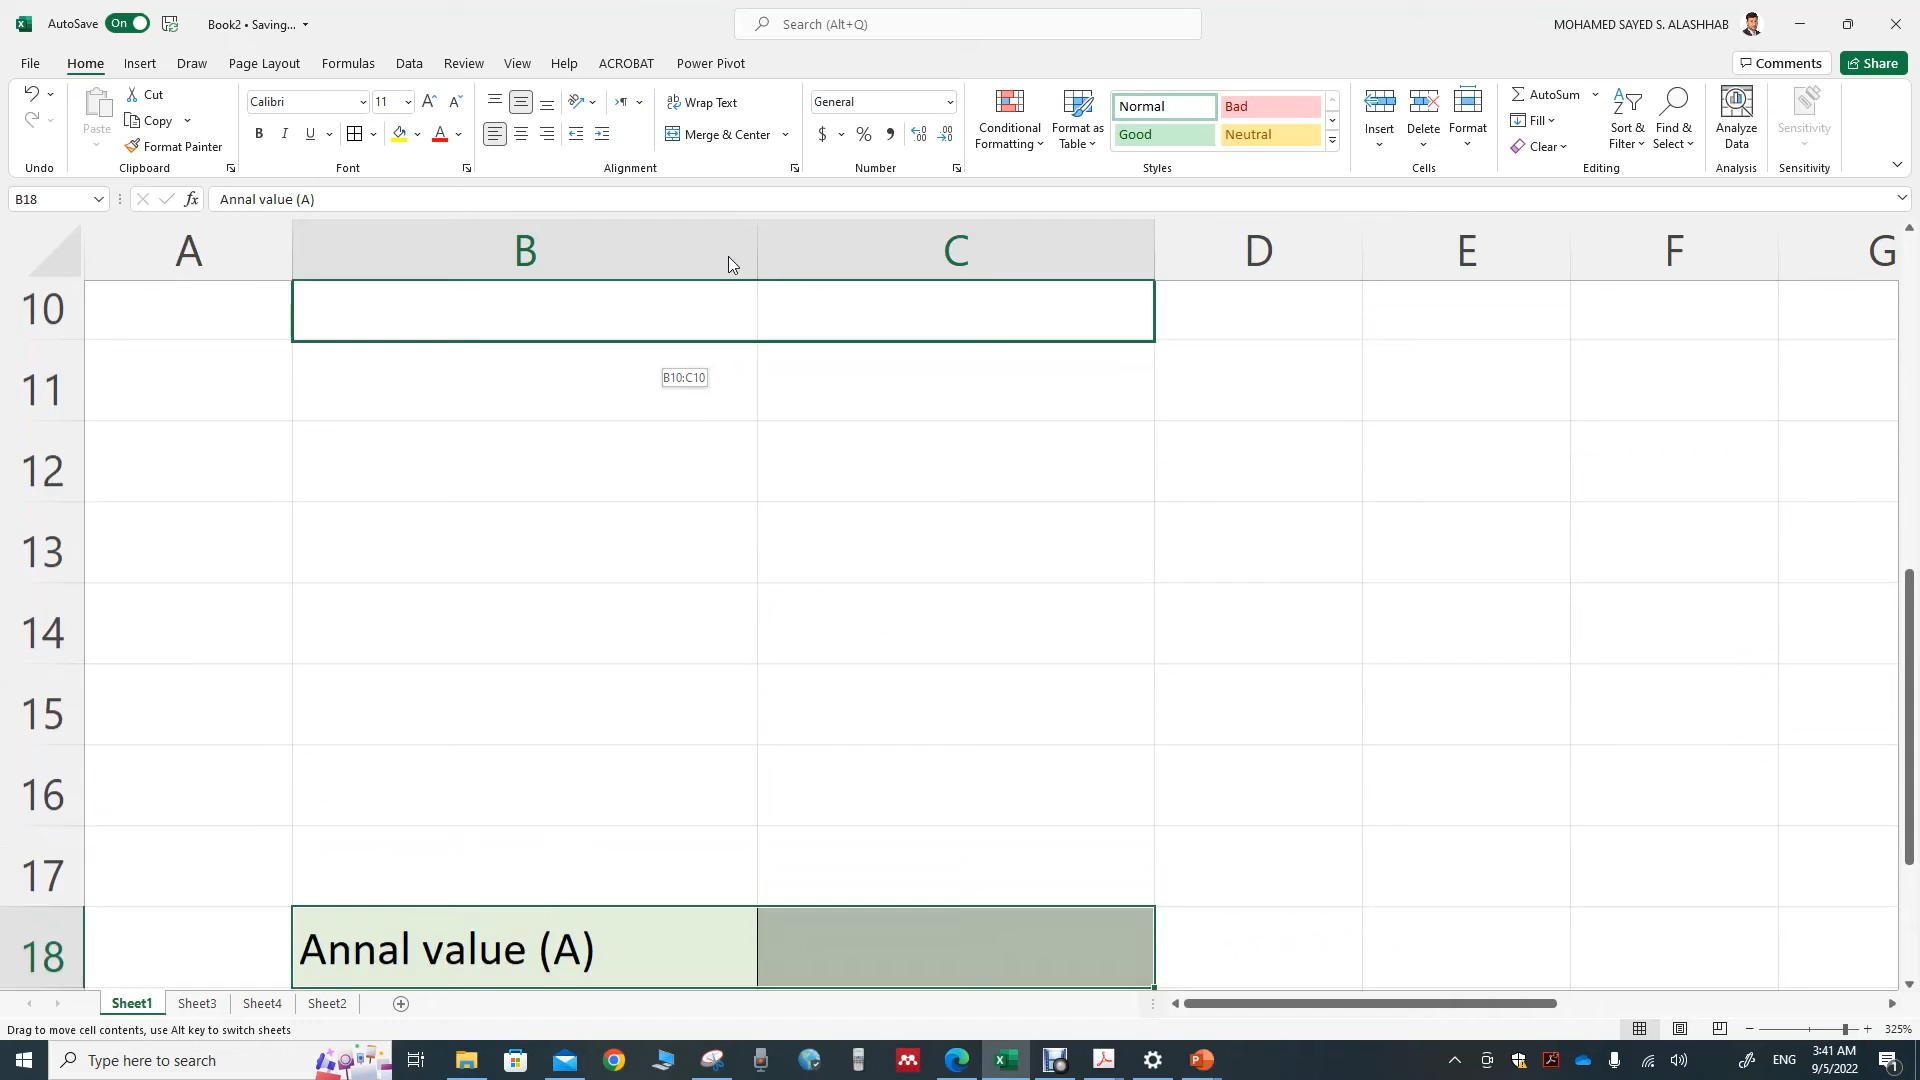 AutoSave On Book2 • Saving... Search (Alt+Q) MOHAMED SAYED S. ALASHHAB
File Home Insert Draw Page Layout Formulas Data Review View Help ACROBAT Power Pivot Comments Share
Paste Cut Calibri 11 Wrap Text General Conditional Formatting Format as Table Normal Bad Insert Delete Format AutoSum Sort & Filter Find & Select Analyze Data Sensitivity
Copy Fill
Format Painter B I U Merge & Center $ % Good Neutral Clear
Undo Clipboard Font Alignment Number Styles Cells Editing Analysis Sensitivity
B18 fx Annal value (A)
A B C D E F G
10
11 B10:C10
12
13
14
15
16
17
18 Annal value (A)
Sheet1 Sheet3 Sheet4 Sheet2
Drag to move cell contents, use Alt key to switch sheets 325%
Type here to search ENG 3:41 AM
9/5/2022 1